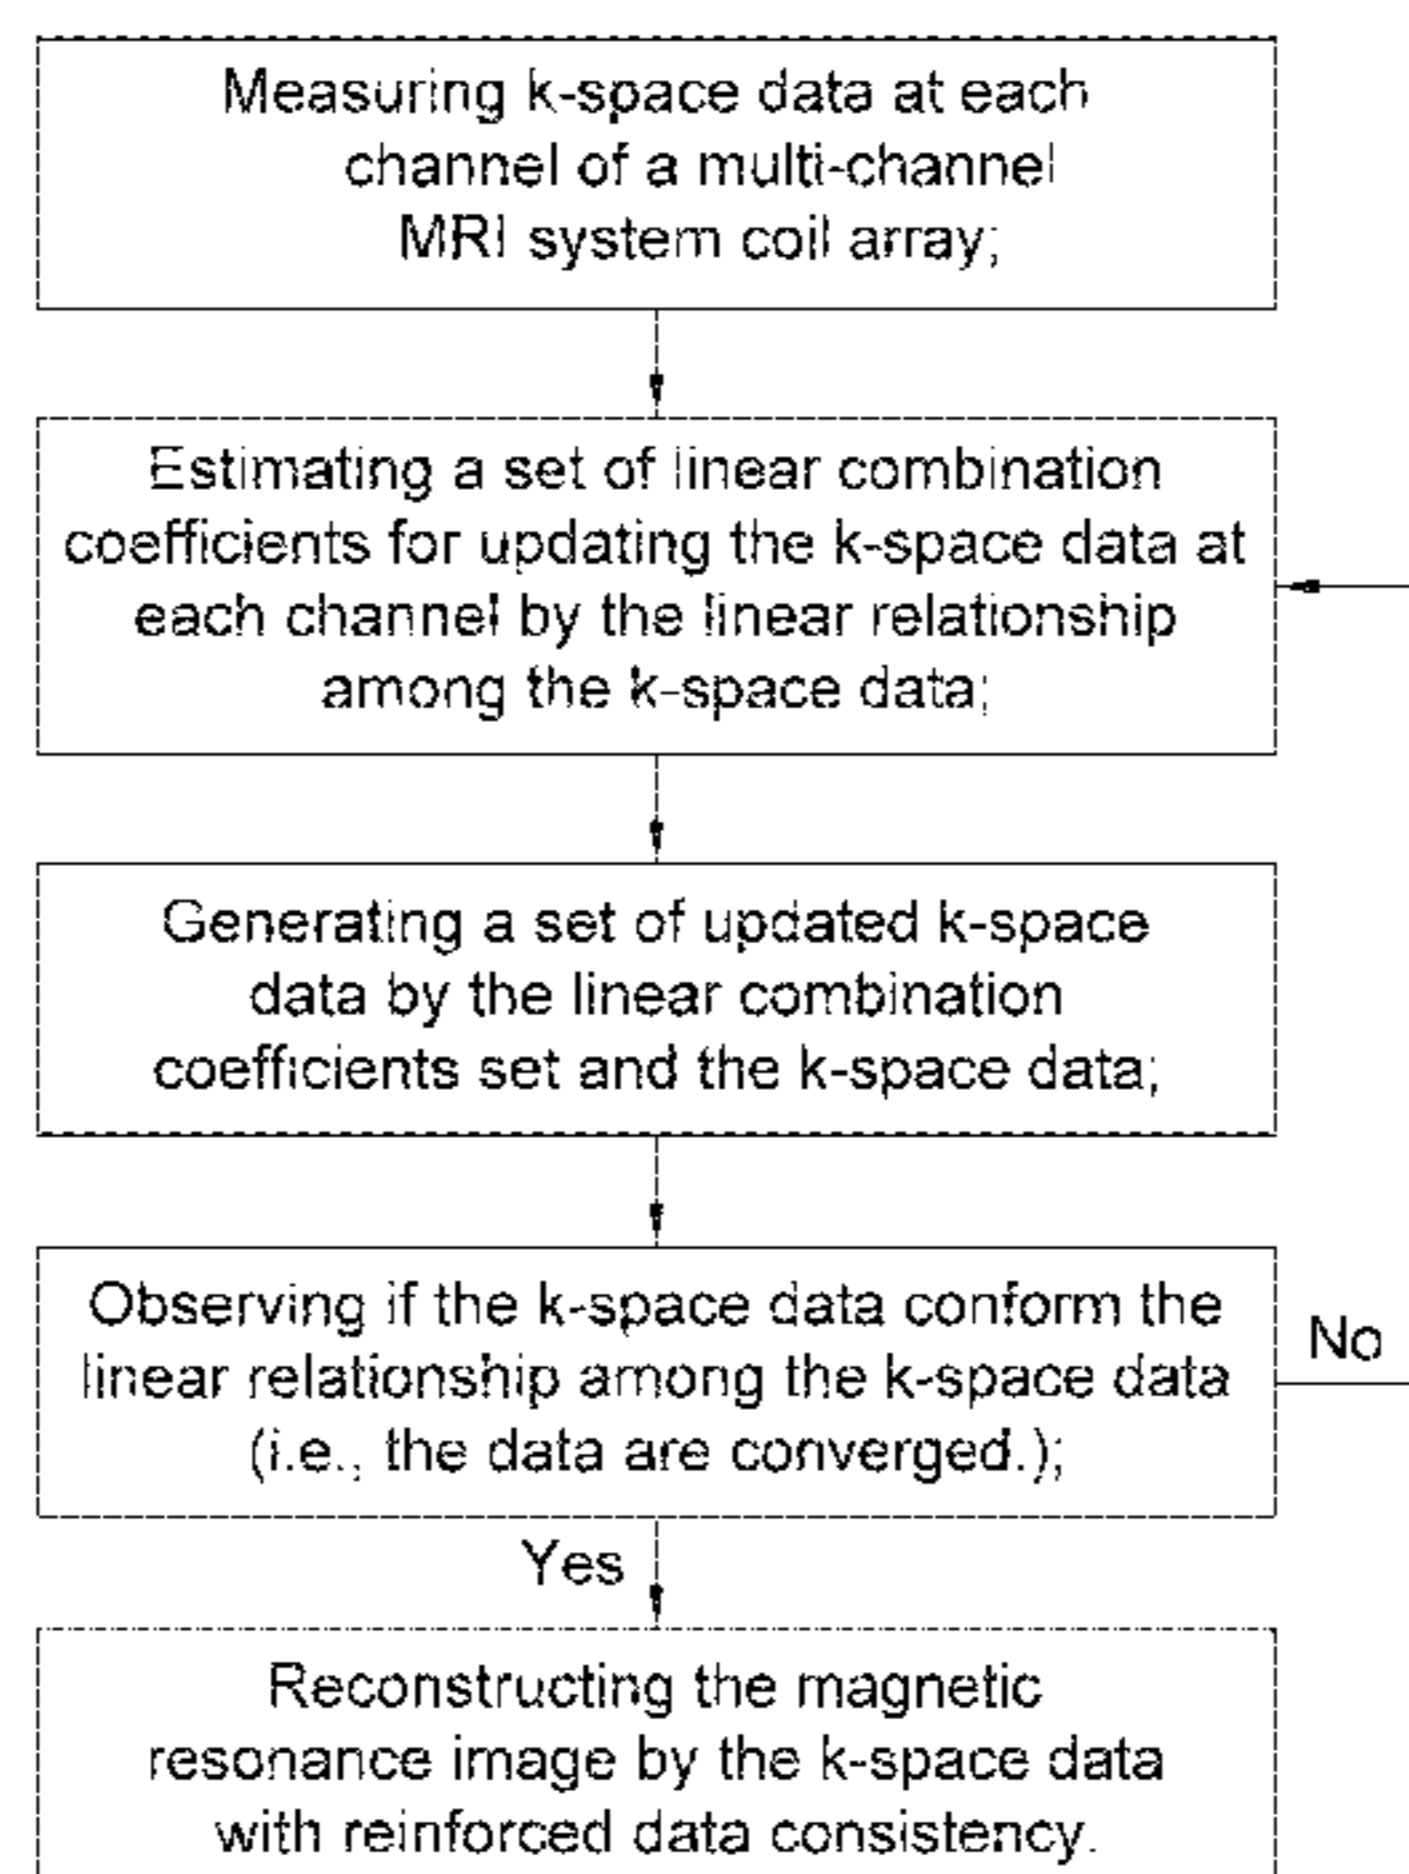 Measuring k-space data at each
channel of a multi-channel
MRI system coil array;
Estimating a set of linear combination
coefficients for updating the k-space data at
each channel by the linear relationship
among the k-space data;
Generating a set of updated k-space
data by the linear combination
coefficients set and the k-space data;
Observing if the k-space data conform the
linear relationship among the k-space data
(i.e., the data are converged.);
No
Yes
Reconstructing the magnetic
resonance image by the k-space data
with reinforced data consistency.